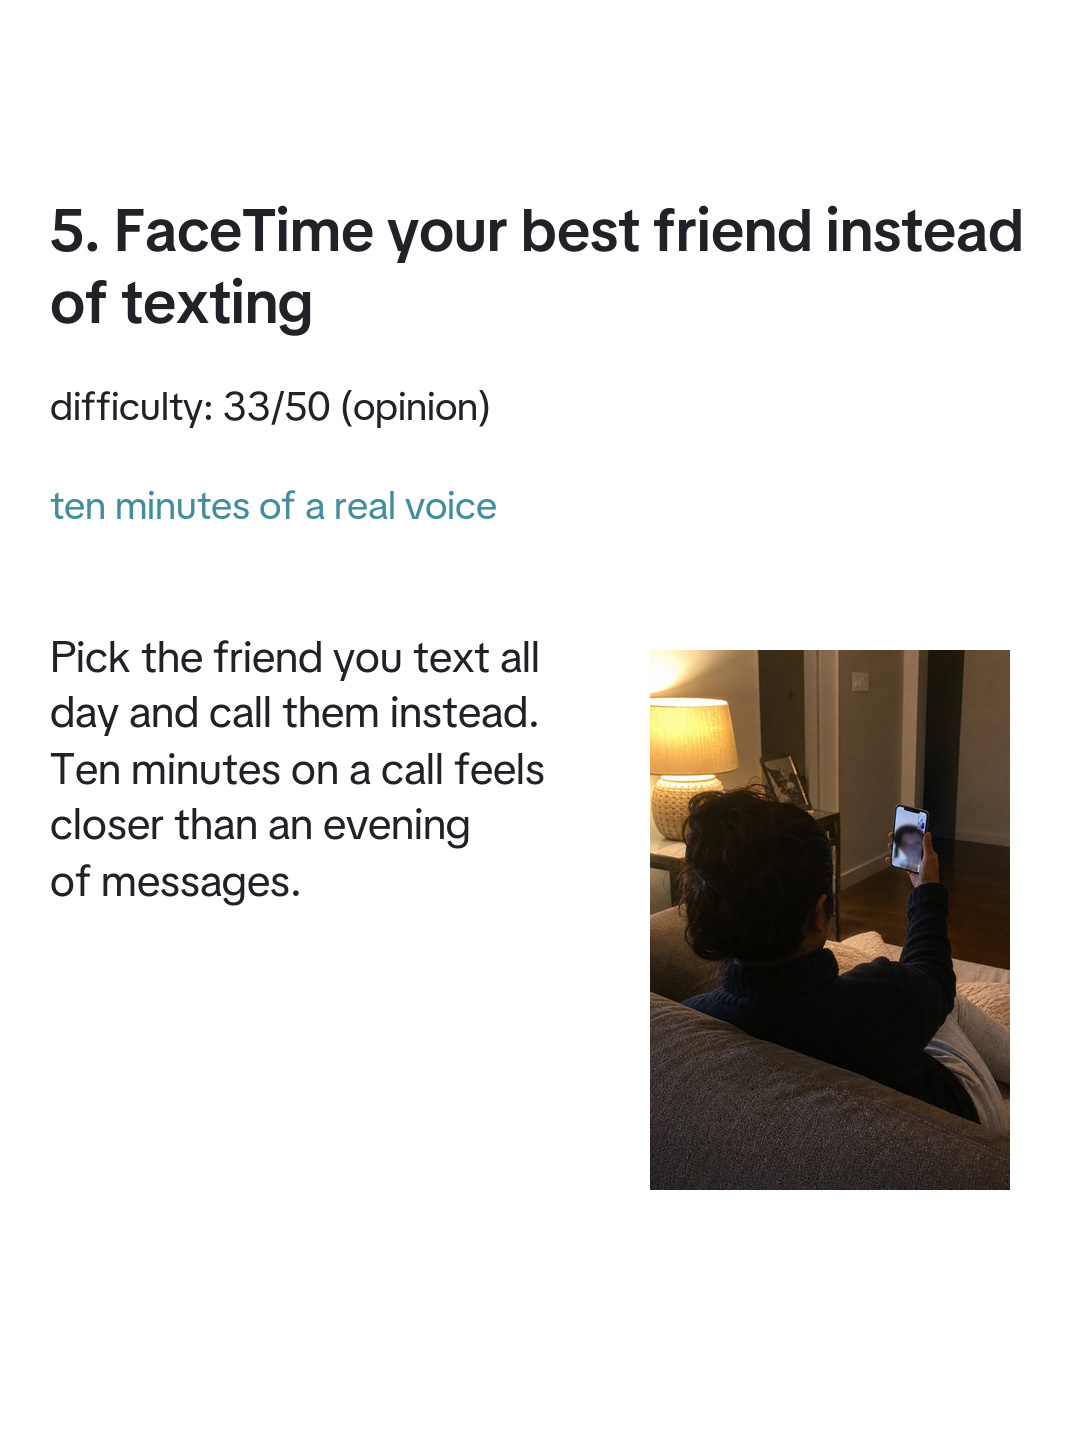 5. FaceTime your best friend instead
of texting
difficulty: 33/50 (opinion)
ten minutes of a real voice
Pick the friend you text all
day and call them instead.
Ten minutes on a call feels
closer than an evening
of messages.